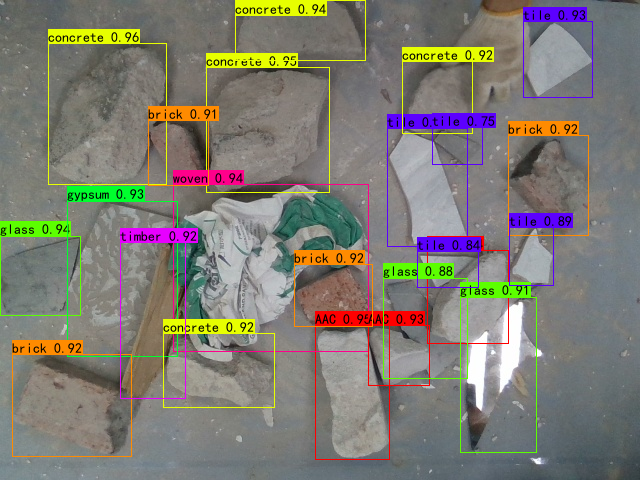 concrete 0.94
tile 0.93
concrete 0.96
concrete 0.92
concrete 0.95
brick 0.91
tile 0.75
brick 0.92
woven 0.94
gypsum 0.93
glass 0.94
timber 0.92
tile 0.89
tile 0.84
brick 0.92
glass 0.88
glass 0.91
AAC 0.95
AAC 0.93
concrete 0.92
brick 0.92